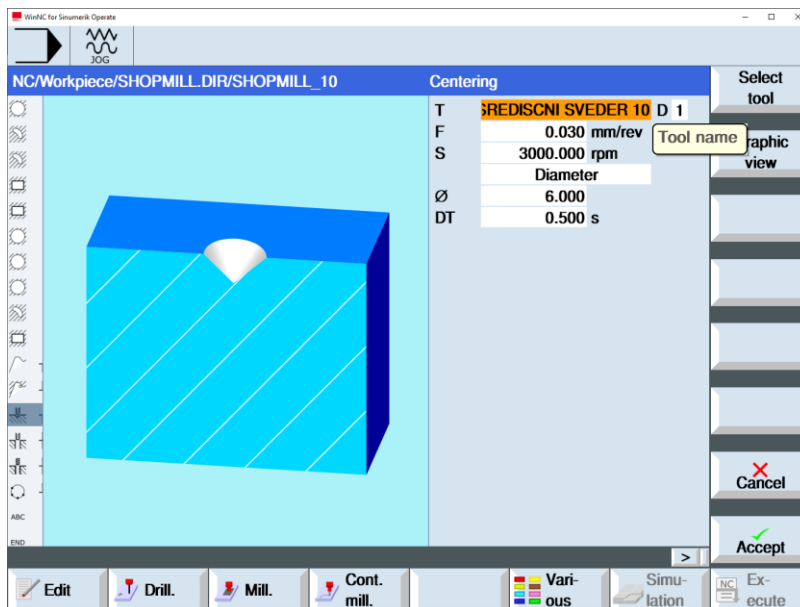 WinNC for Sinumerik Operate
JOG
NC/Workpiece/SHOPMILL.DIR/SHOPMILL_10
Centering
T SREDISCNI SVEDER 10 D 1
F 0.030 mm/rev
Tool name
S 3000.000 rpm
Diameter
Ø 6.000
DT 0.500 s
Select
tool
view
Cancel
Accept
ABC
END
>
Edit
Drill.
Mill.
Cont.
mill.
Vari-
ous
Simu-
lation
NC
Ex-
ecute